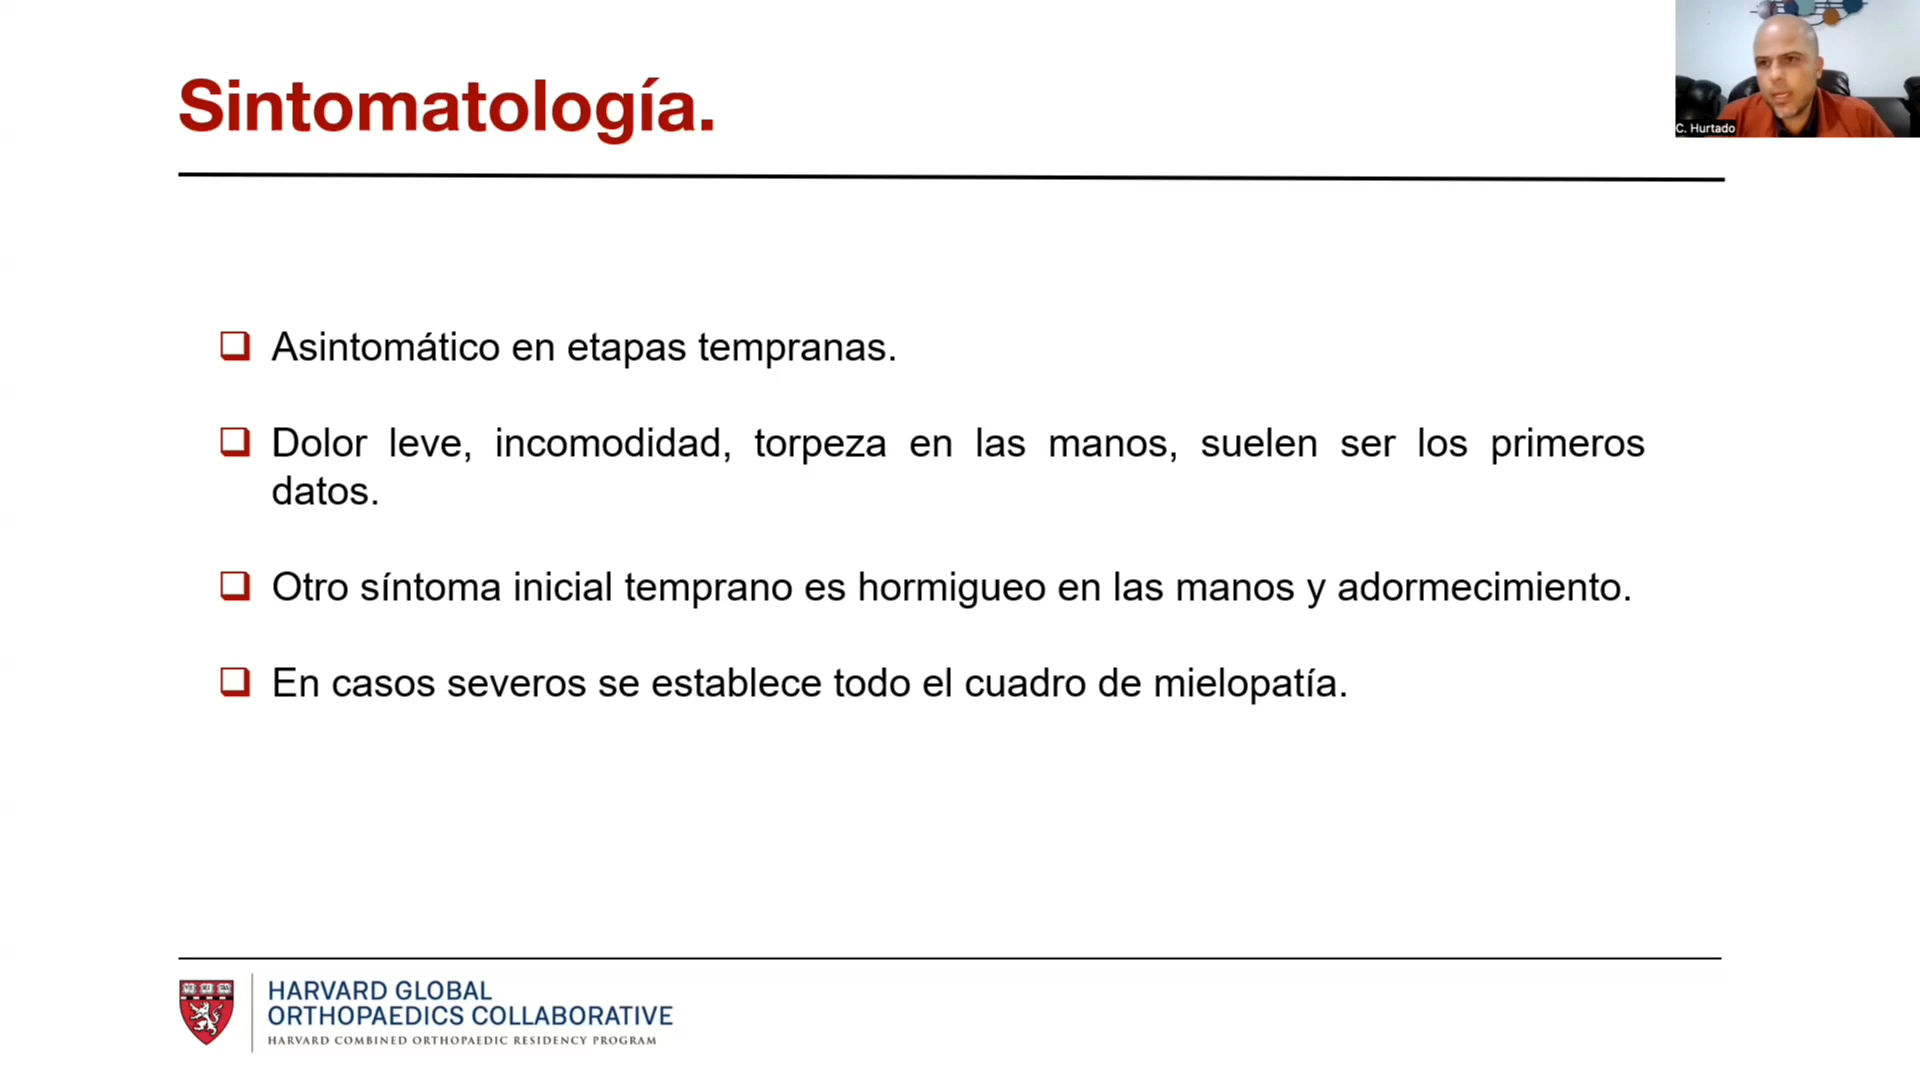 Sintomatología.
C. Hurtado
Asintomático en etapas tempranas.
Dolor leve, incomodidad, torpeza en las manos, suelen ser los primeros
datos.
Otro síntoma inicial temprano es hormigueo en las manos y adormecimiento.
En casos severos se establece todo el cuadro de mielopatía.
HARVARD GLOBAL
ORTHOPAEDICS COLLABORATIVE
HARVARD COMBINED ORTHOPAEDIC RESIDENCY PROGRAM